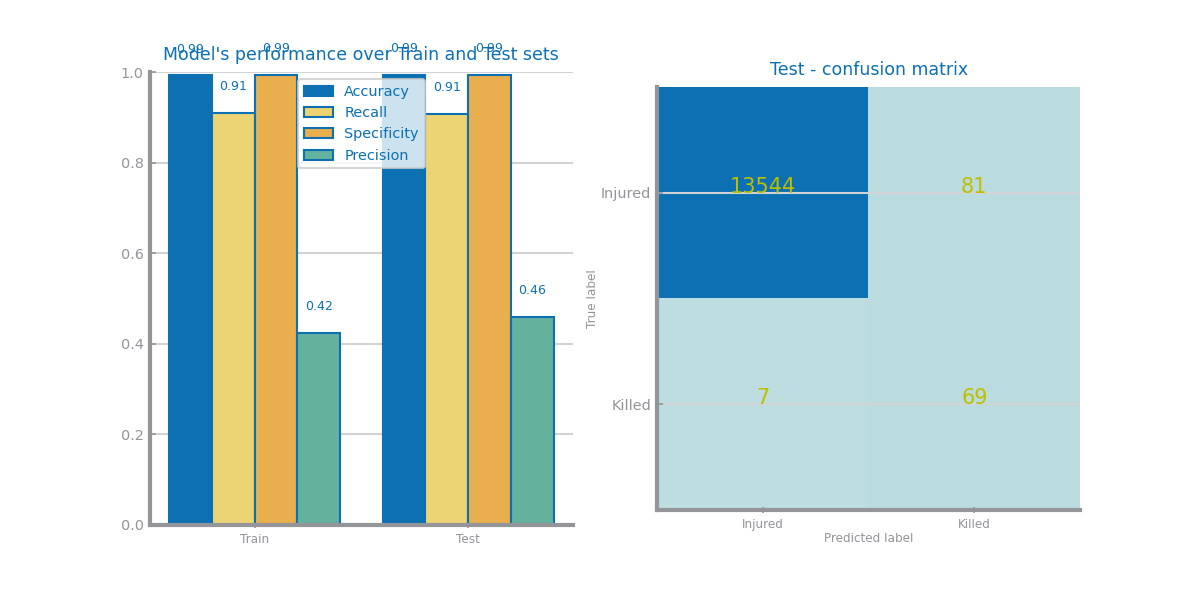 Model's performance over Train and Test sets
0.99
0.91
0.99
0.42
0.99
0.91
0.99
0.46
Accuracy
Recall
Specificity
Precision
1.0
0.8
0.6
0.4
0.2
0.0
Train
Test
Test - confusion matrix
True label
Injured
13544
81
Killed
7
69
Injured
Killed
Predicted label